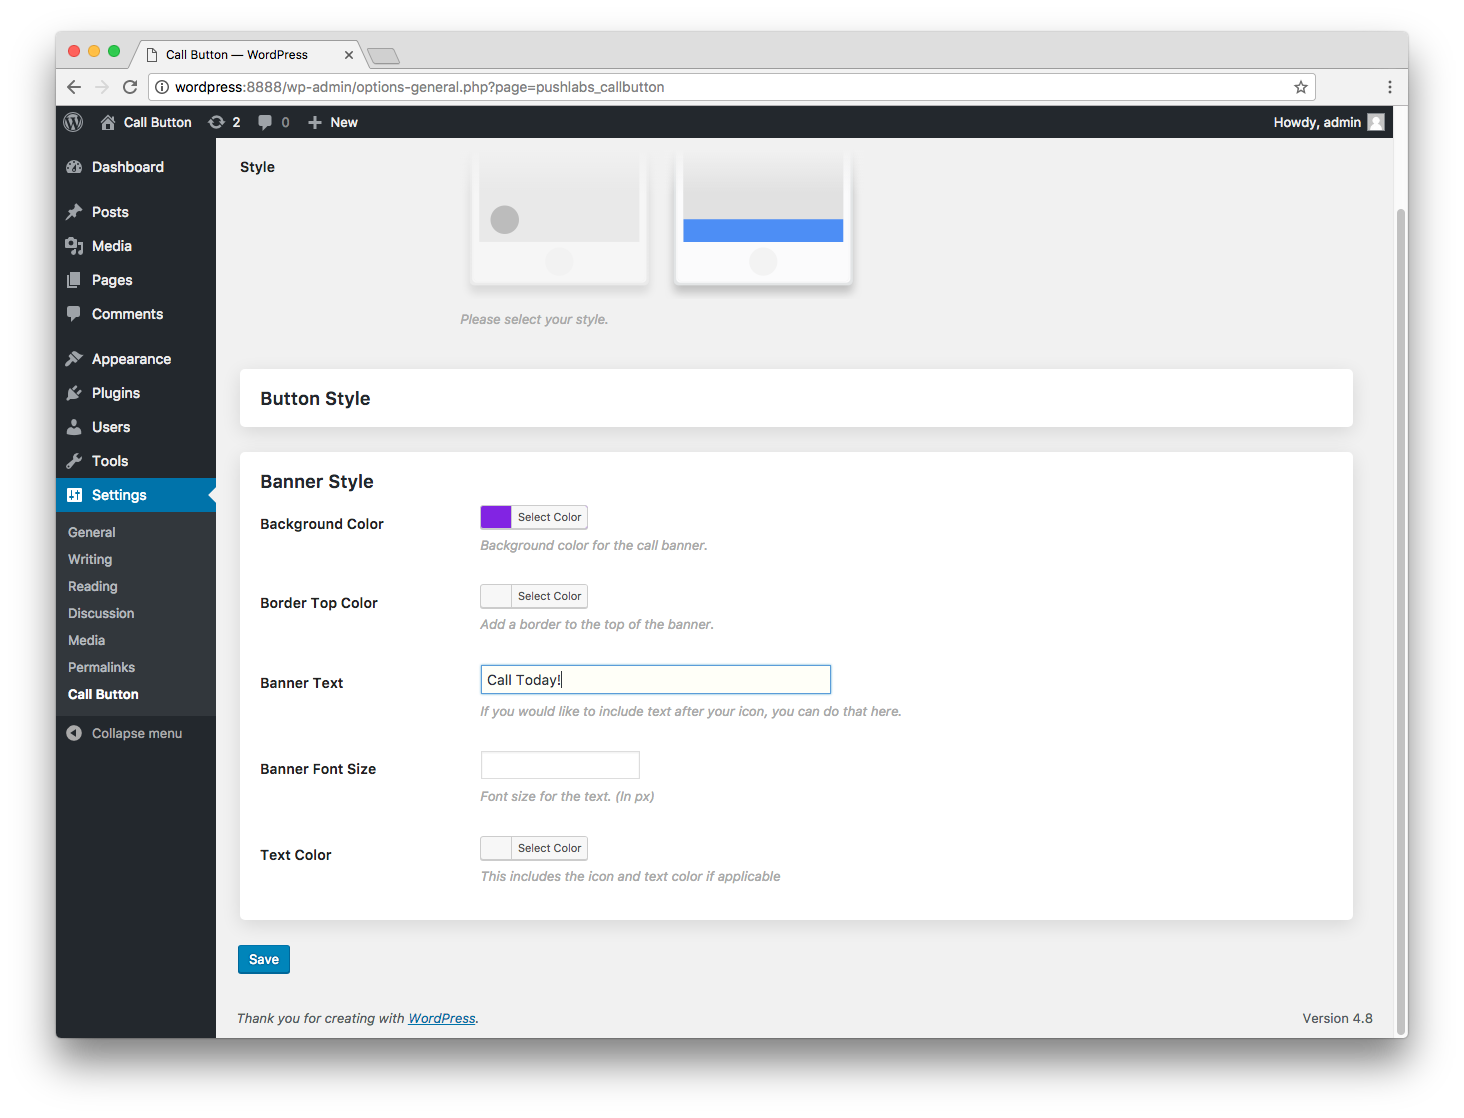 Call Button — WordPress
wordpress:8888/wp-admin/options-general.php?page=pushlabs_callbutton
Call Button 2 0 New Howdy, admin
Dashboard
Posts
Media
Pages
Comments
Appearance
Plugins
Users
Tools
Settings
General
Writing
Reading
Discussion
Media
Permalinks
Call Button
Collapse menu
Style
Please select your style.
Button Style
Banner Style
Background Color Select Color
Background color for the call banner.
Border Top Color Select Color
Add a border to the top of the banner.
Banner Text Call Today!
If you would like to include text after your icon, you can do that here.
Banner Font Size
Font size for the text. (In px)
Text Color Select Color
This includes the icon and text color if applicable
Save
Thank you for creating with WordPress. Version 4.8